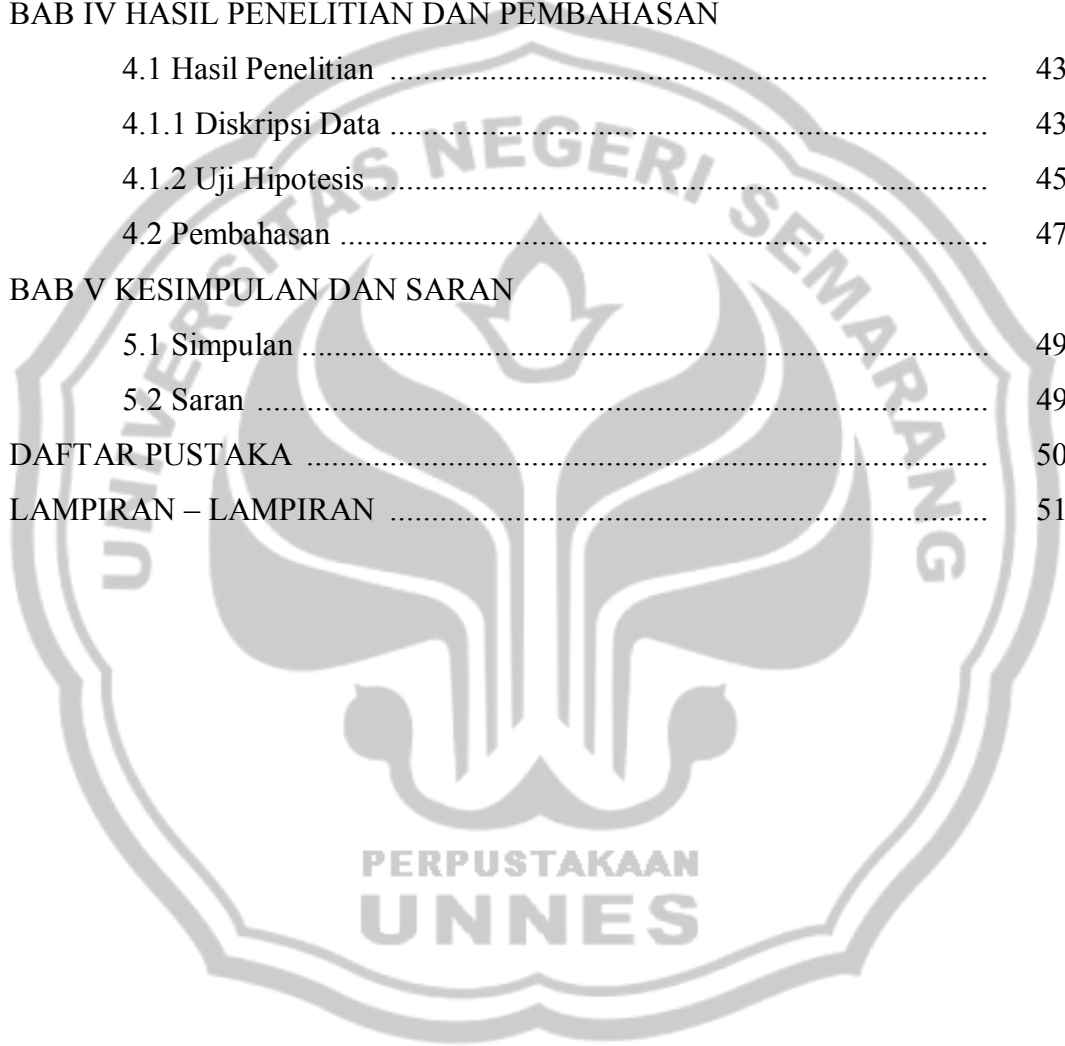 BAB IV HASIL PENELITIAN DAN PEMBAHASAN
4.1 Hasil Penelitian ........................................................................... 43
4.1.1 Diskripsi Data ........................................................................... 43
4.1.2 Uji Hipotesis ............................................................................. 45
4.2 Pembahasan ................................................................................. 47
BAB V KESIMPULAN DAN SARAN
5.1 Simpulan ...................................................................................... 49
5.2 Saran ........................................................................................... 49
DAFTAR PUSTAKA ..................................................................................... 50
LAMPIRAN – LAMPIRAN ........................................................................... 51
UNIVERSITAS NEGERI SEMARANG
PERPUSTAKAAN
UNNES